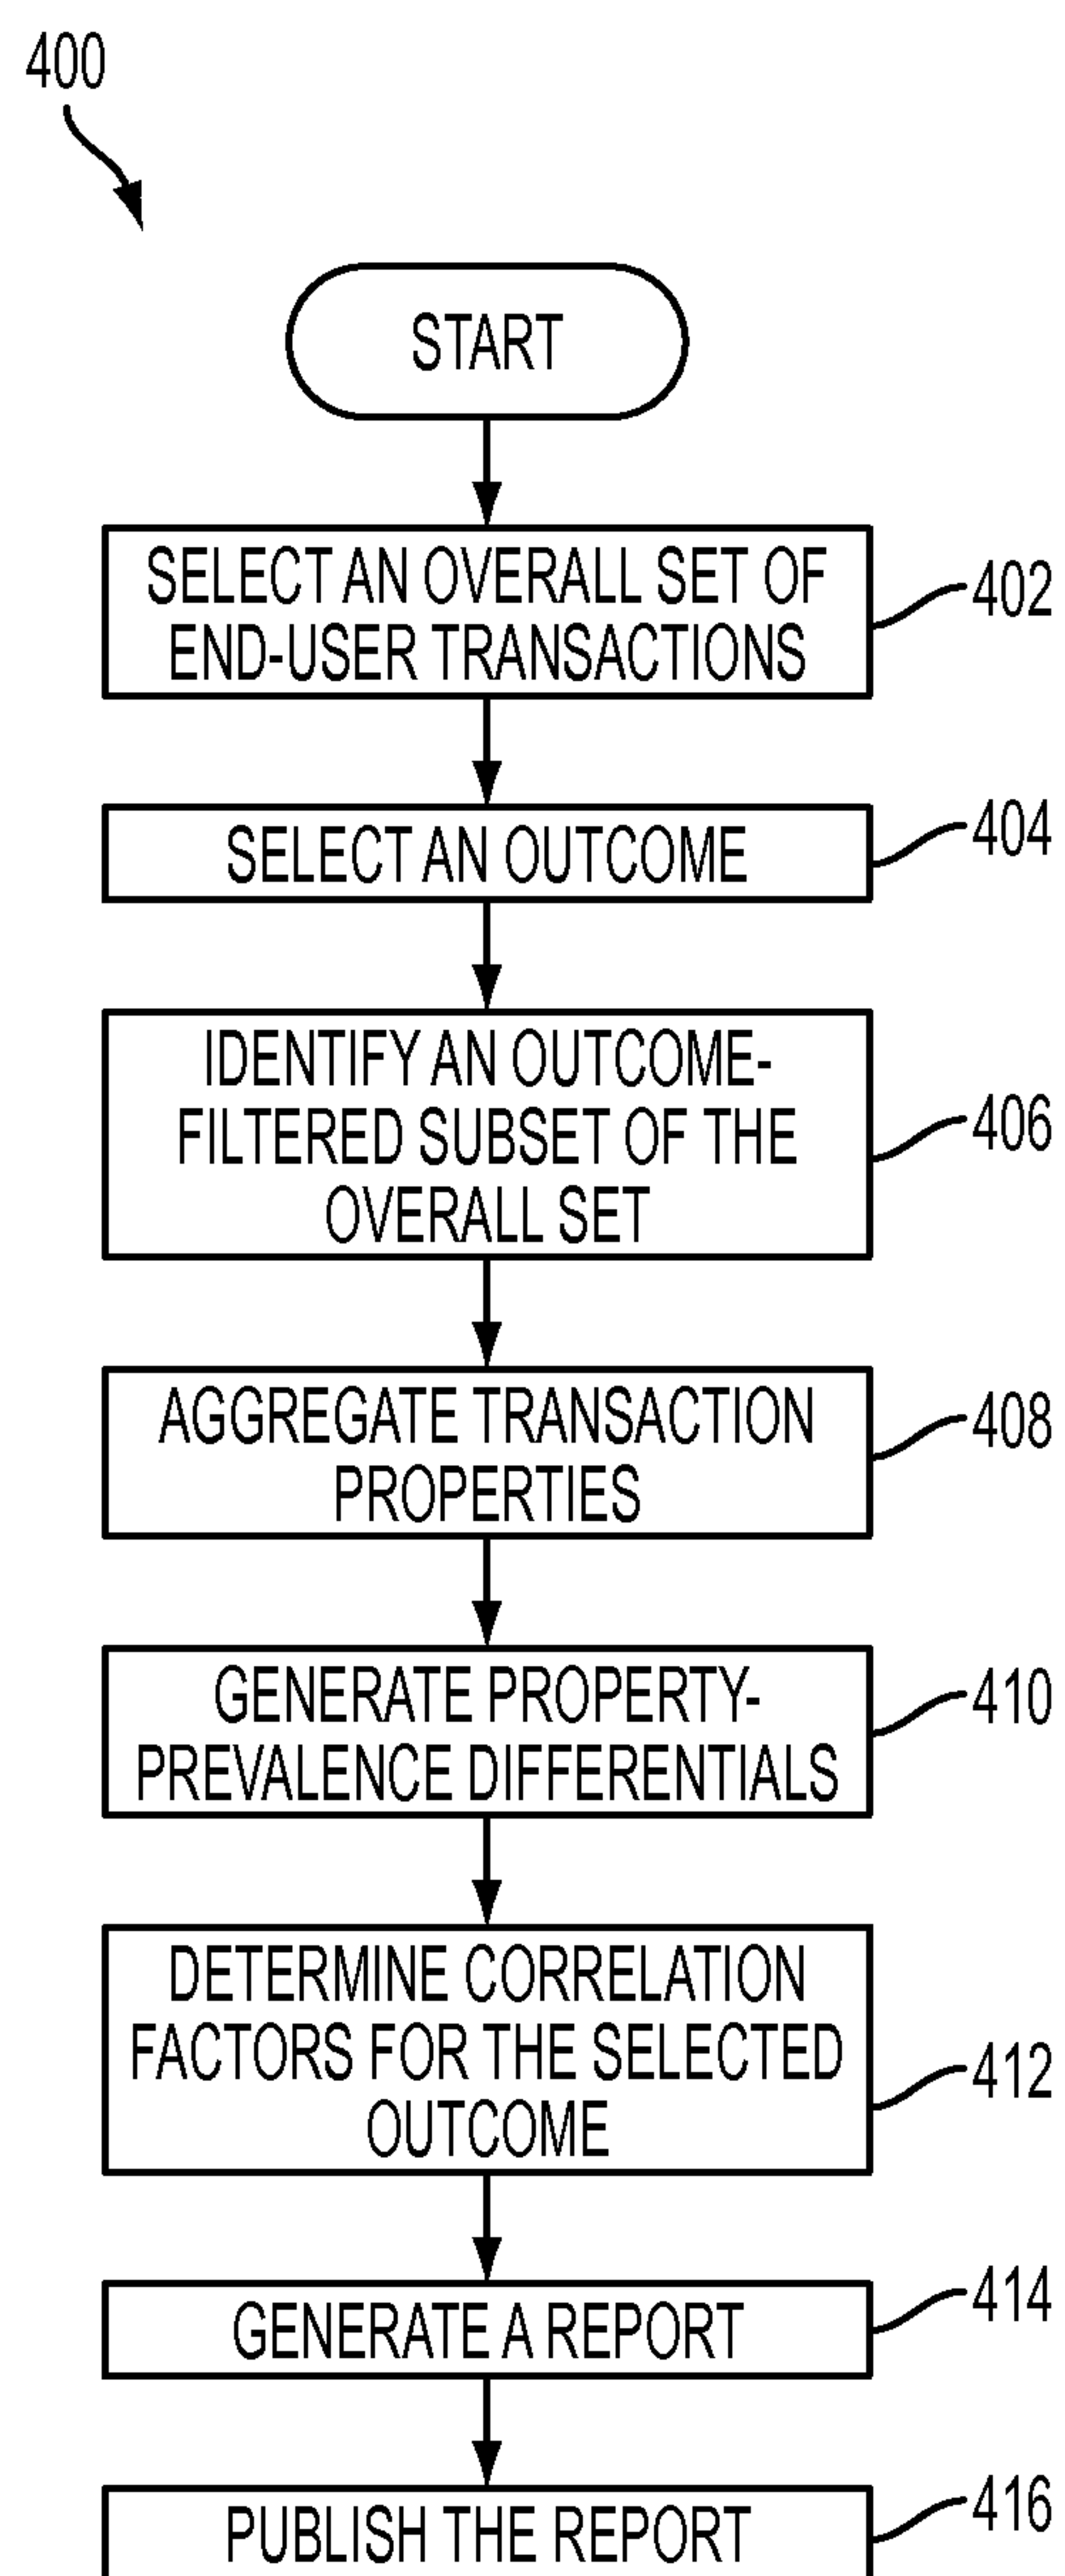 400
START
SELECT AN OVERALL SET OF
END-USER TRANSACTIONS
402
SELECT AN OUTCOME
404
IDENTIFY AN OUTCOME-
FILTERED SUBSET OF THE
OVERALL SET
406
AGGREGATE TRANSACTION
PROPERTIES
408
GENERATE PROPERTY-
PREVALENCE DIFFERENTIALS
410
DETERMINE CORRELATION
FACTORS FOR THE SELECTED
OUTCOME
412
GENERATE A REPORT
414
PUBLISH THE REPORT
416